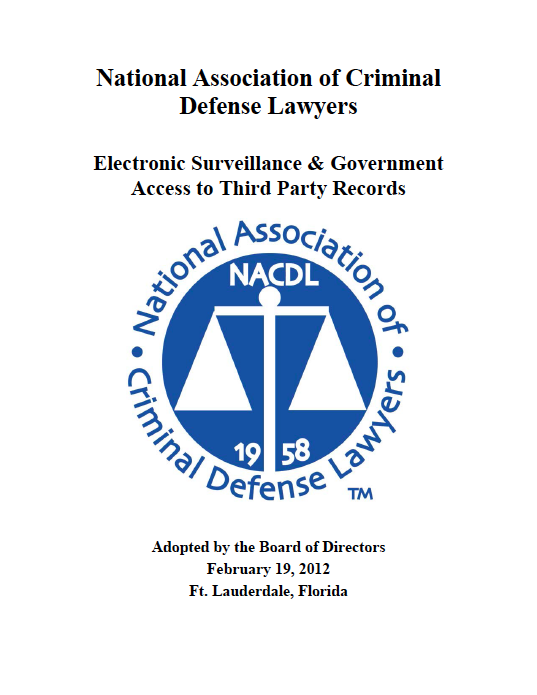 National Association of Criminal
Defense Lawyers
Electronic Surveillance & Government
Access to Third Party Records
• National Association of •
Criminal Defense Lawyers
NACDL
19 58
TM
Adopted by the Board of Directors
February 19, 2012
Ft. Lauderdale, Florida